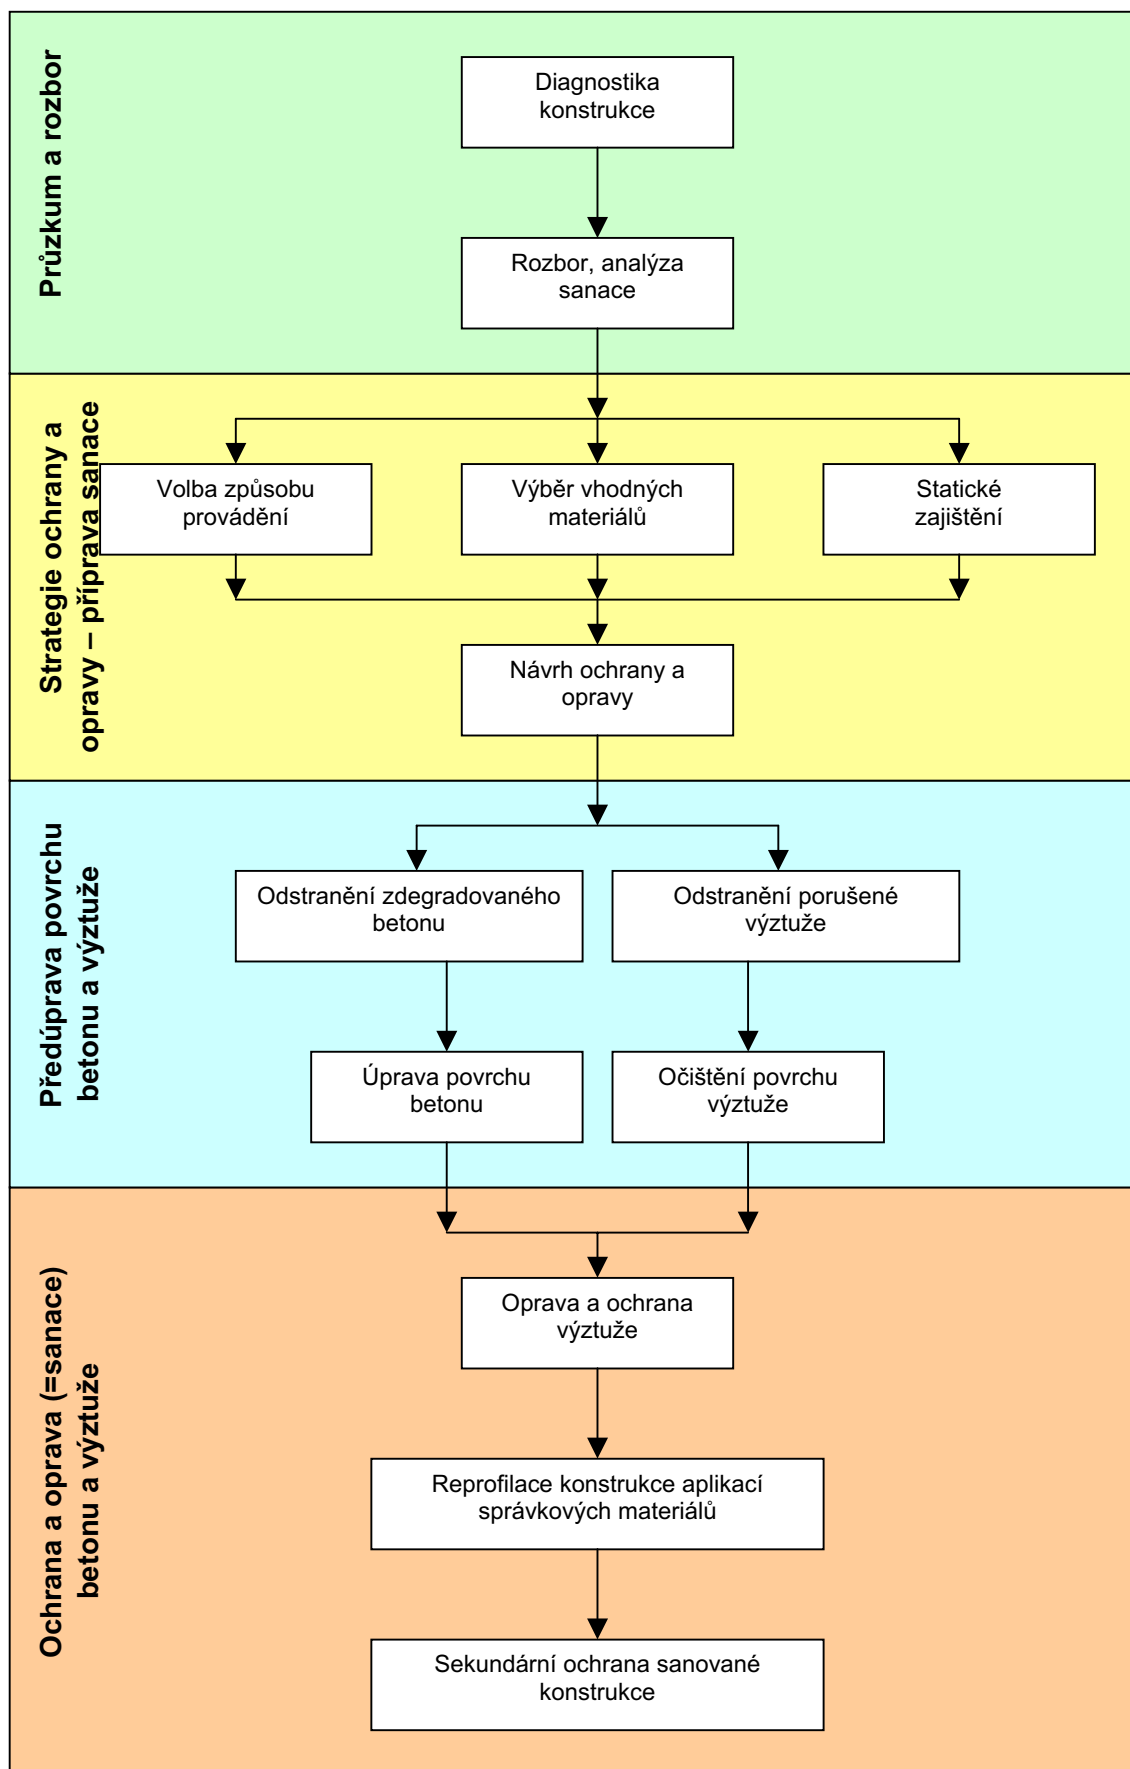 Průzkum a rozbor
Diagnostika
konstrukce
Rozbor, analýza
sanace
Strategie ochrany a
opravy – příprava sanace
Volba způsobu
provádění
Výběr vhodných
materiálů
Statické
zajištění
Návrh ochrany a
opravy
Předúprava povrchu
betonu a výztuže
Odstranění zdegradovaného
betonu
Odstranění porušené
výztuže
Úprava povrchu
betonu
Očištění povrchu
výztuže
Ochrana a oprava (=sanace)
betonu a výztuže
Oprava a ochrana
výztuže
Reprofilace konstrukce aplikací
správkových materiálů
Sekundární ochrana sanované
konstrukce